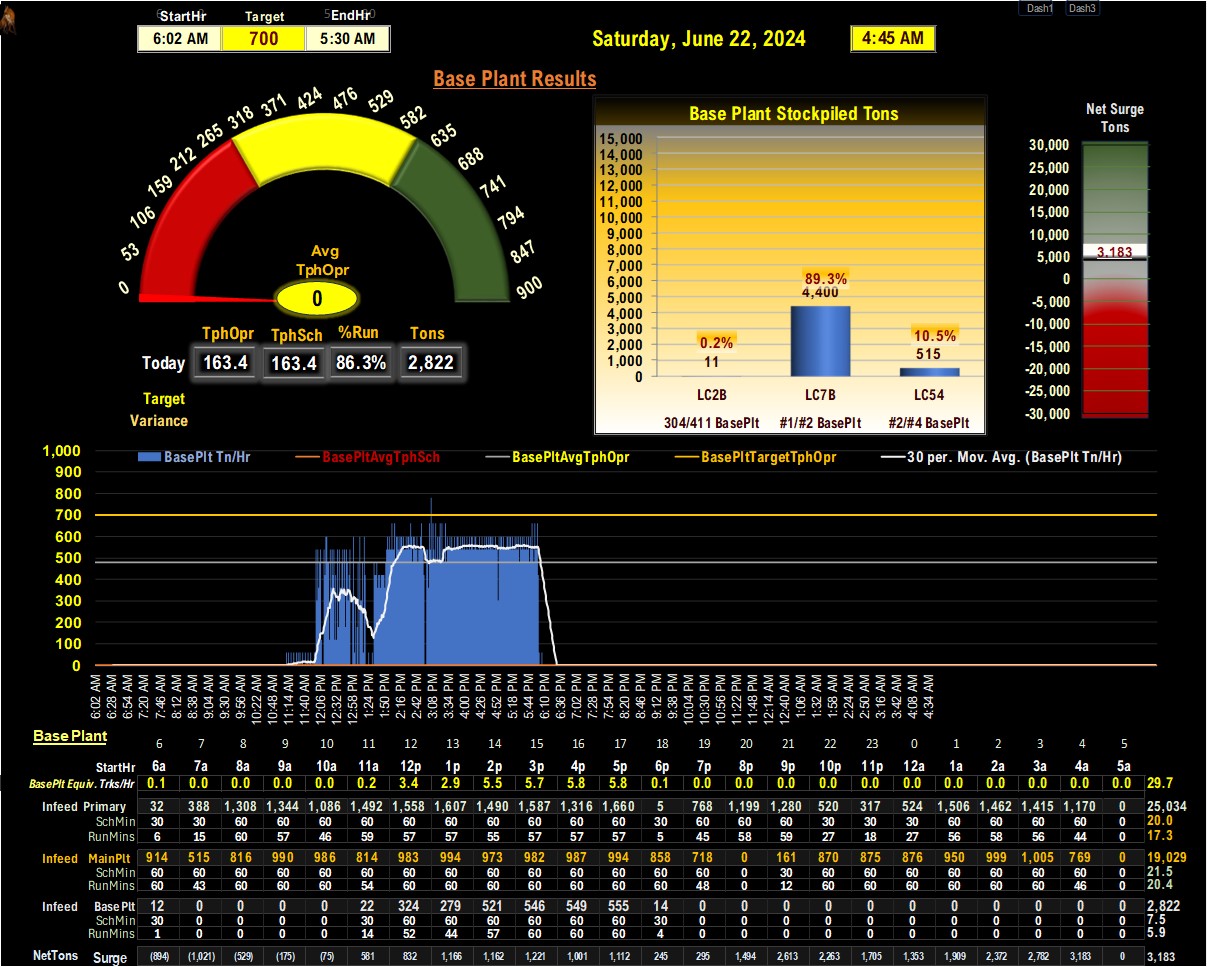 Dash1 Dash3
StartHr Target EndHr
6:02 AM 700 5:30 AM
Saturday, June 22, 2024 4:45 AM
Base Plant Results
0 53 106 159 212 265 318 371 424 476 529 582 635 688 741 794 847 900
Avg
TphOpr
0
TphOpr TphSch %Run Tons
Today 163.4 163.4 86.3% 2,822
Target
Variance
Base Plant Stockpiled Tons
15,000
14,000
13,000
12,000
11,000
10,000
9,000
8,000
7,000
6,000
5,000
4,000
3,000
2,000
1,000
0
89.3%
4,400
0.2%
11
10.5%
515
LC2B LC7B LC54
304/411 BasePlt #1/#2 BasePlt #2/#4 BasePlt
Net Surge
Tons
30,000
25,000
20,000
15,000
10,000
5,000
0
-5,000
-10,000
-15,000
-20,000
-25,000
-30,000
3,183
BasePlt Tn/Hr BasePltAvgTphSch BasePltAvgTphOpr BasePltTargetTphOpr 30 per. Mov. Avg. (BasePlt Tn/Hr)
1,000
900
800
700
600
500
400
300
200
100
0
6:02 AM 6:28 AM 6:54 AM 7:20 AM 7:46 AM 8:12 AM 8:38 AM 9:04 AM 9:30 AM 9:56 AM 10:22 AM 10:48 AM 11:14 AM 11:40 AM 12:06 PM 12:32 PM 12:58 PM 1:24 PM 1:50 PM 2:16 PM 2:42 PM 3:08 PM 3:34 PM 4:00 PM 4:26 PM 4:52 PM 5:18 PM 5:44 PM 6:10 PM 6:36 PM 7:02 PM 7:28 PM 7:54 PM 8:20 PM 8:46 PM 9:12 PM 9:38 PM 10:04 PM 10:30 PM 10:56 PM 11:22 PM 11:48 PM 12:14 AM 12:40 AM 1:06 AM 1:32 AM 1:58 AM 2:24 AM 2:50 AM 3:16 AM 3:42 AM 4:08 AM 4:34 AM
Base Plant
6 7 8 9 10 11 12 13 14 15 16 17 18 19 20 21 22 23 0 1 2 3 4 5
StartHr 6a 7a 8a 9a 10a 11a 12p 1p 2p 3p 4p 5p 6p 7p 8p 9p 10p 11p 12a 1a 2a 3a 4a 5a
BasePlt Equiv. Trks/Hr 0.1 0.0 0.0 0.0 0.0 0.2 3.4 2.9 5.5 5.7 5.8 5.8 0.1 0.0 0.0 0.0 0.0 0.0 0.0 0.0 0.0 0.0 0.0 0.0 29.7
Infeed Primary 32 388 1,308 1,344 1,086 1,492 1,558 1,607 1,490 1,587 1,316 1,660 5 768 1,199 1,280 520 317 524 1,506 1,462 1,415 1,170 0 25,034
SchMin 30 30 60 60 60 60 60 60 60 60 60 60 30 60 60 60 30 30 30 60 60 60 60 0 20.0
RunMins 6 15 60 57 46 59 57 57 55 57 57 57 5 45 58 59 27 18 27 56 58 56 44 0 17.3
Infeed MainPlt 914 515 816 990 986 814 983 994 973 982 987 994 858 718 0 161 870 875 876 950 999 1,005 769 0 19,029
SchMin 60 60 60 60 60 60 60 60 60 60 60 60 60 60 0 30 60 60 60 60 60 60 60 0 21.5
RunMins 60 43 60 60 60 54 60 60 60 60 60 60 60 48 0 12 60 60 60 60 60 60 46 0 20.4
Infeed BasePlt 12 0 0 0 0 22 324 279 521 546 549 555 14 0 0 0 0 0 0 0 0 0 0 0 2,822
SchMin 30 0 0 0 0 30 60 60 60 60 60 60 30 0 0 0 0 0 0 0 0 0 0 0 7.5
RunMins 1 0 0 0 0 14 52 44 57 60 60 60 4 0 0 0 0 0 0 0 0 0 0 0 5.9
NetTons Surge (894) (1,021) (529) (175) (75) 581 832 1,166 1,162 1,221 1,001 1,112 245 295 1,494 2,613 2,263 1,705 1,353 1,909 2,372 2,782 3,183 0 3,183